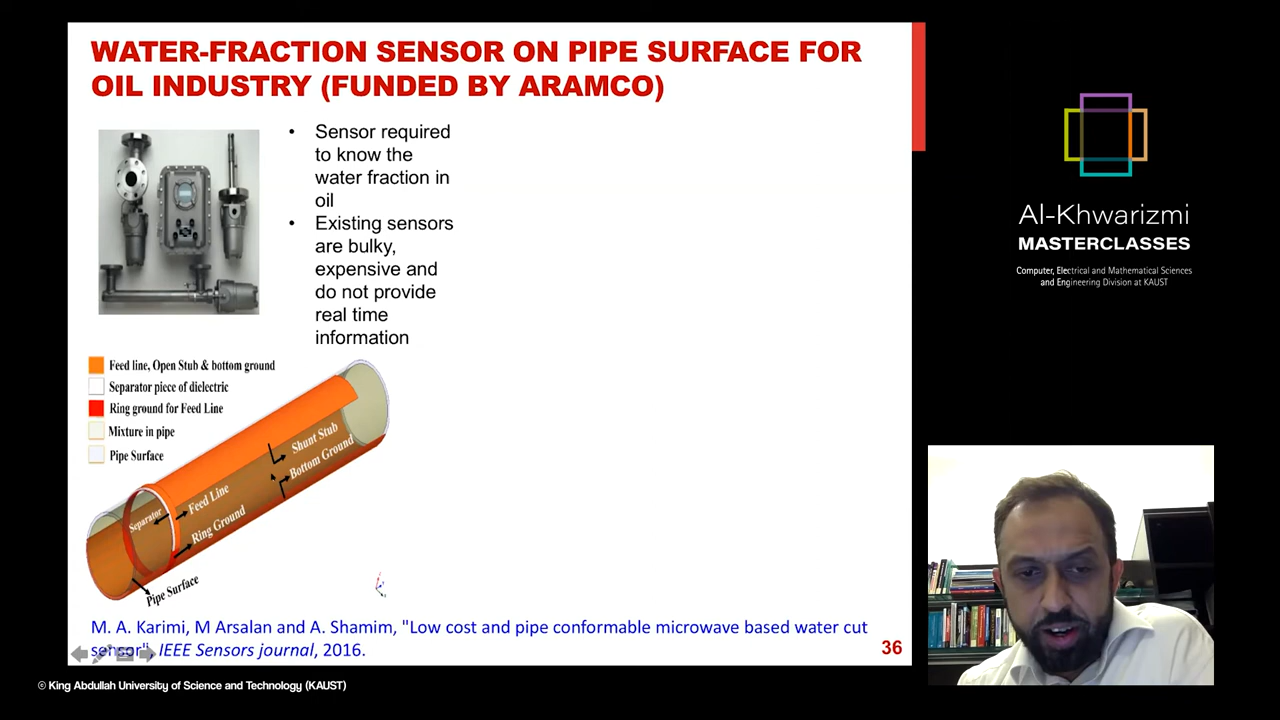 WATER-FRACTION SENSOR ON PIPE SURFACE FOR
OIL INDUSTRY (FUNDED BY ARAMCO)
• Sensor required
to know the
water fraction in
oil
• Existing sensors
are bulky,
expensive and
do not provide
real time
information
Feed line, Open Stub & bottom ground
Separator piece of dielectric
Ring ground for Feed Line
Mixture in pipe
Pipe Surface
Shunt Stub
Bottom Ground
Feed Line
Separator
Ring Ground
Pipe Surface
M. A. Karimi, M Arsalan and A. Shamim, "Low cost and pipe conformable microwave based water cut
sensor", IEEE Sensors journal, 2016.
36
Al-Khwarizmi
MASTERCLASSES
Computer, Electrical and Mathematical Sciences
and Engineering Division at KAUST
© King Abdullah University of Science and Technology (KAUST)